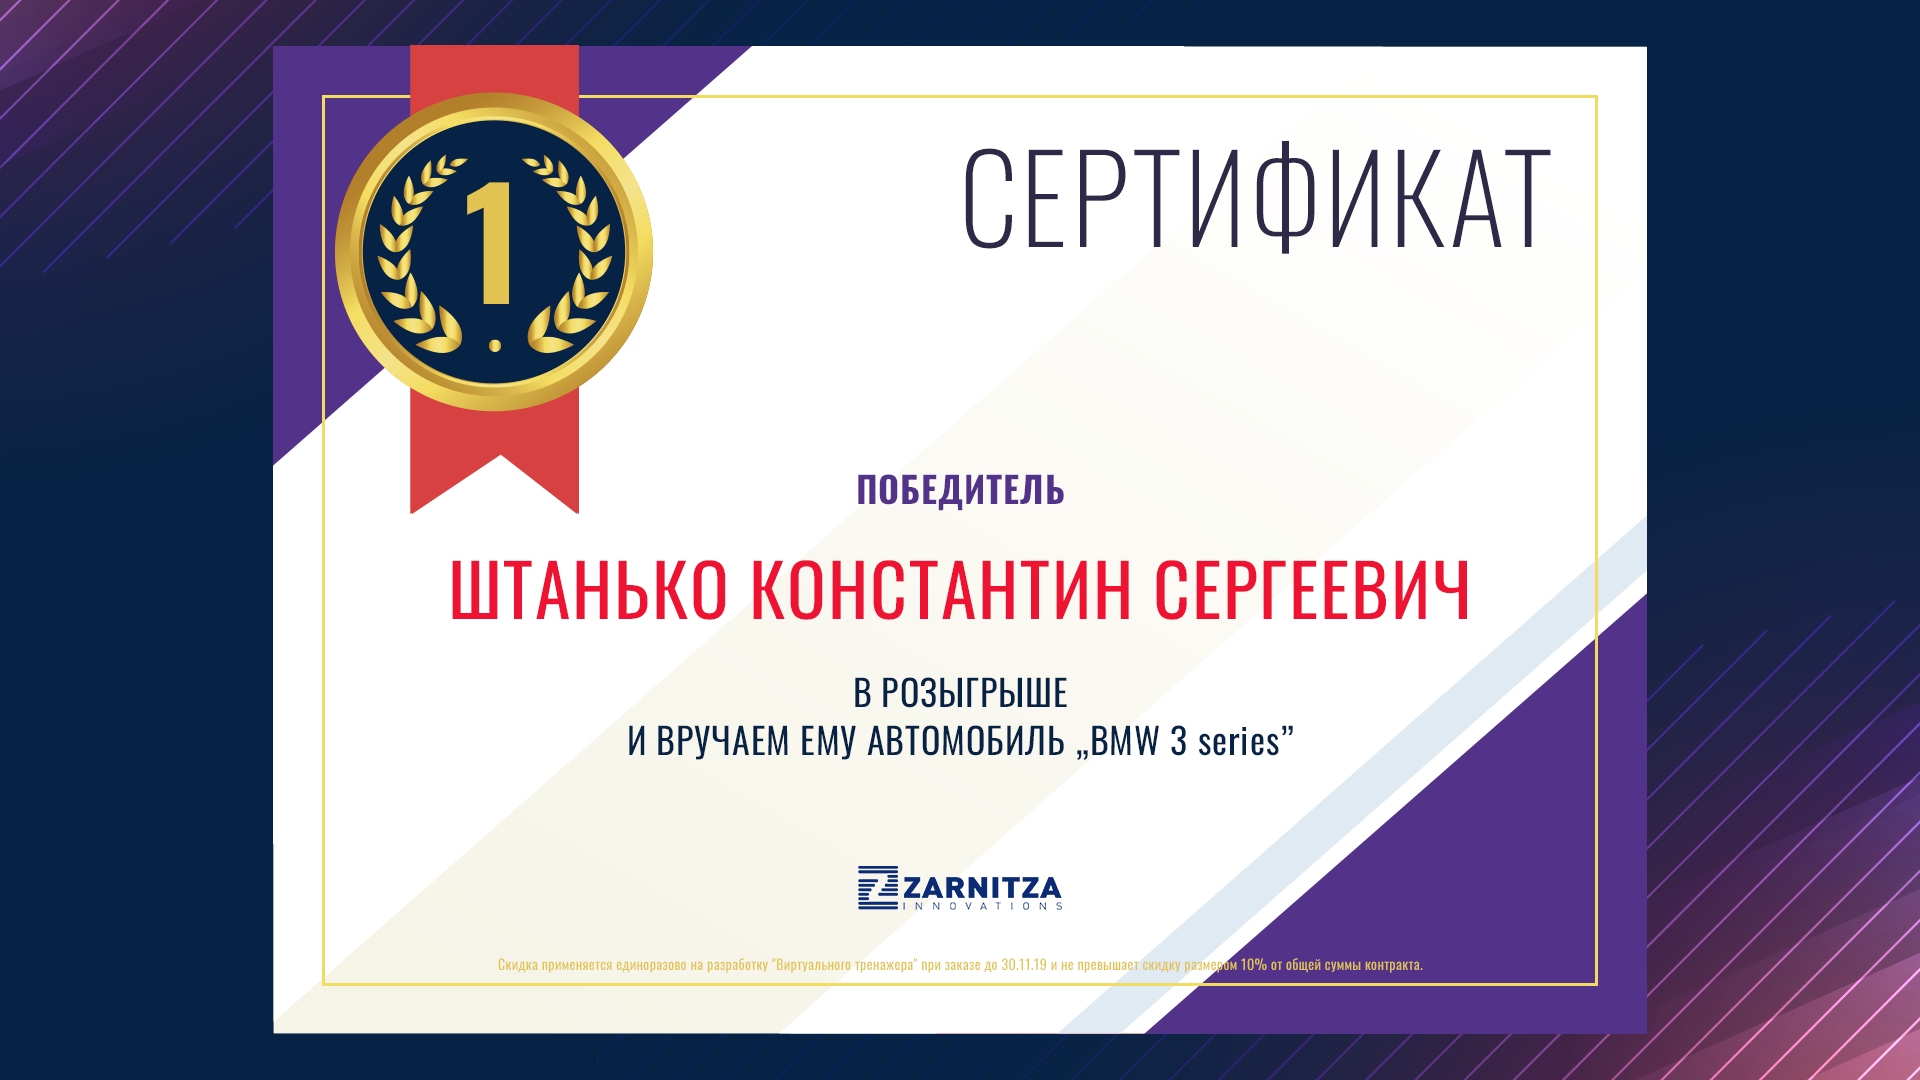 1
СЕРТИФИКАТ
ПОБЕДИТЕЛЬ
ШТАНЬКО КОНСТАНТИН СЕРГЕЕВИЧ
В РОЗЫГРЫШЕ
И ВРУЧАЕМ ЕМУ АВТОМОБИЛЬ „BMW 3 series”
ZARNITZA
INNOVATIONS
Скидка применяется единоразово на разработку "Виртуального тренажера" при заказе до 30.11.19 и не превышает скидку размером 10% от общей суммы контракта.